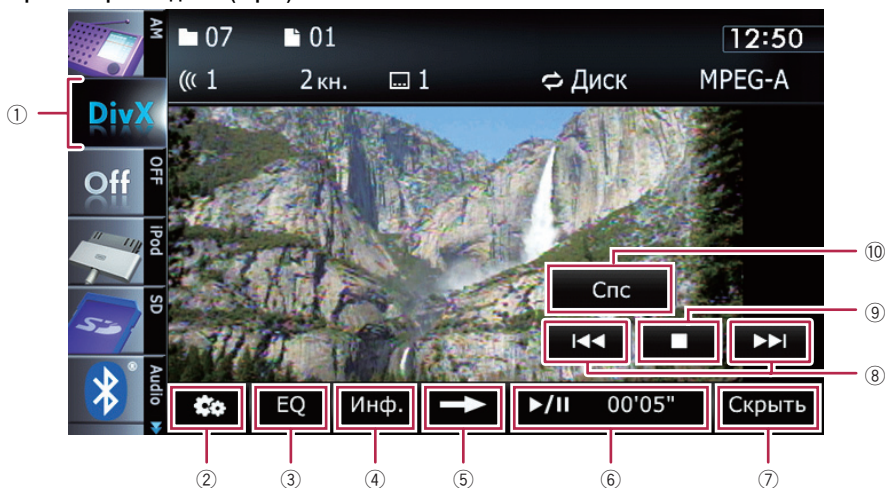 AM
07 01 12:50
((( 1 2 кн. 1 Диск MPEG-A
① DivX
Off OFF
iPod
SD
Audio
⑩
Спс
⑨
⑧
EQ Инф. 00'05" Скрыть
② ③ ④ ⑤ ⑥ ⑦